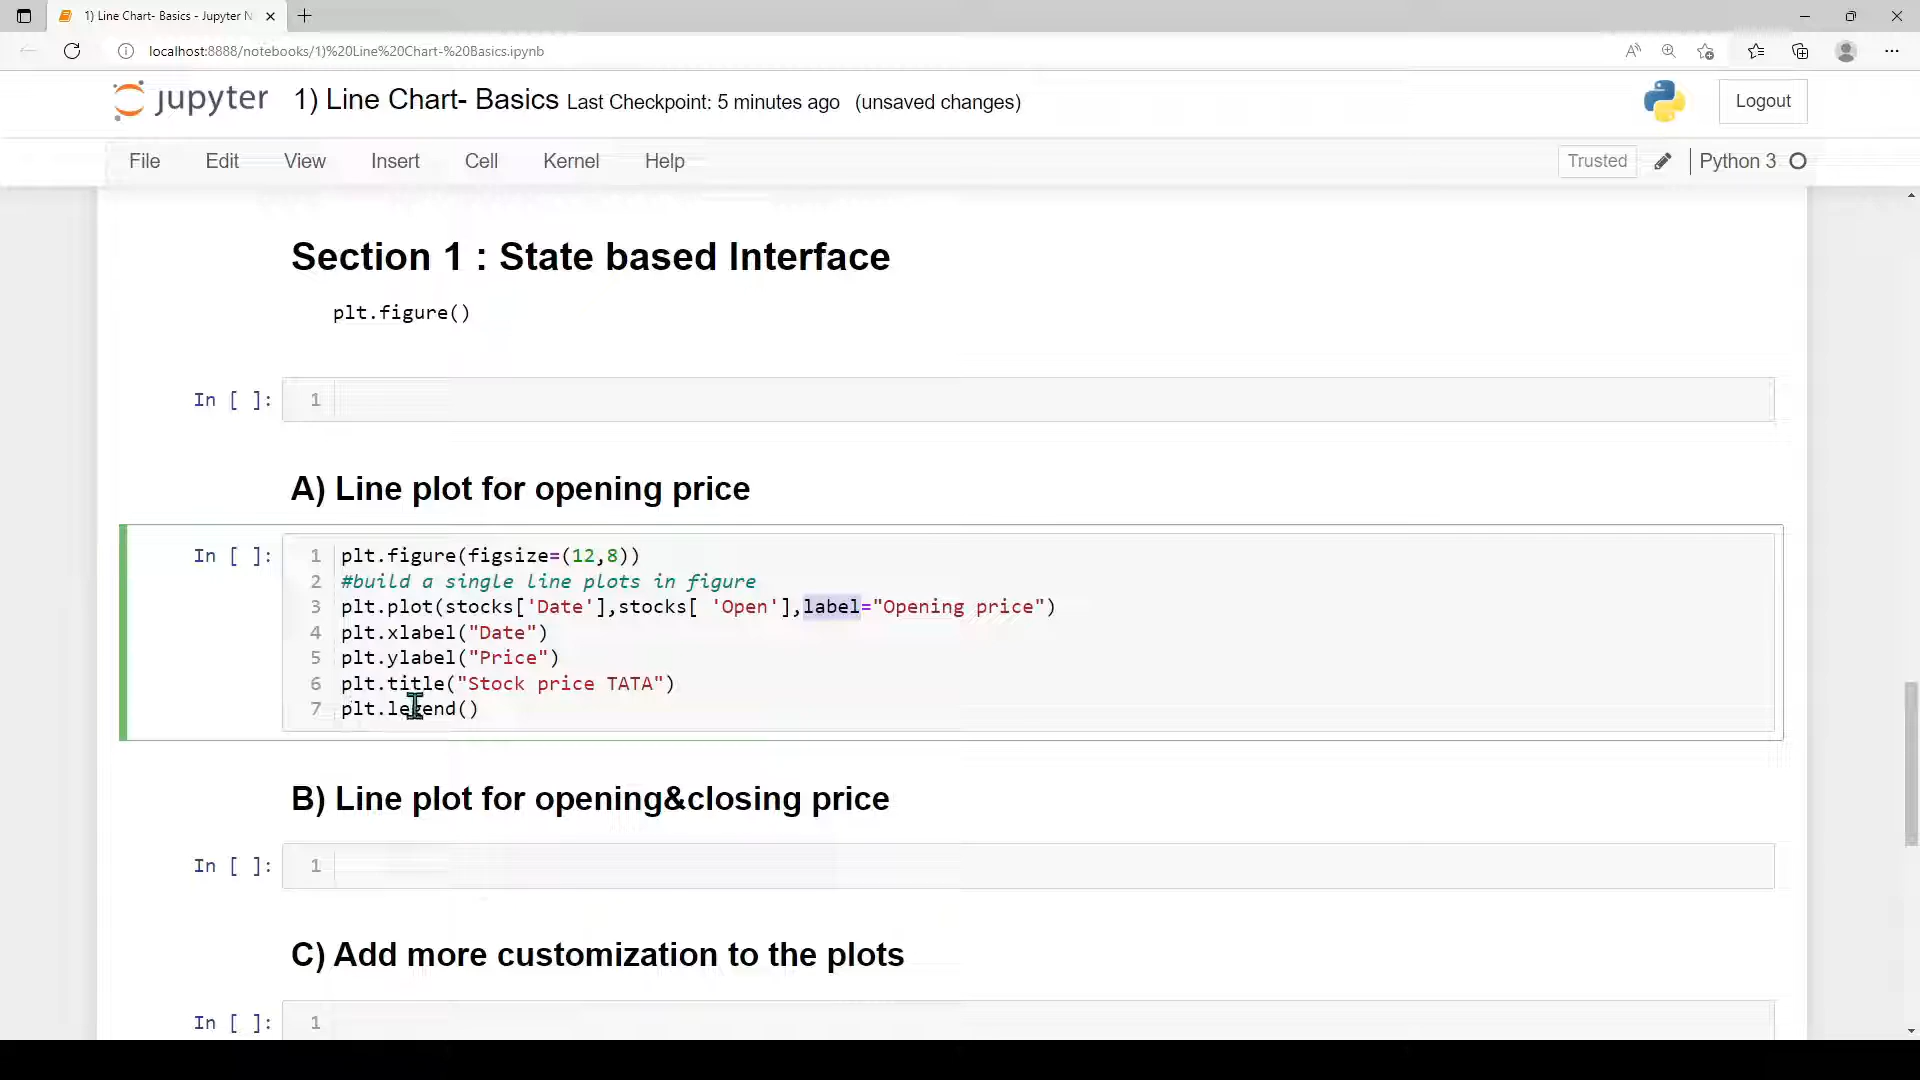 1) Line Chart- Basics - Jupyter N
localhost:8888/notebooks/1)%20Line%20Chart-%20Basics.ipynb
jupyter 1) Line Chart- Basics Last Checkpoint: 5 minutes ago (unsaved changes) Logout
File Edit View Insert Cell Kernel Help Trusted Python 3
Section 1 : State based Interface
plt.figure()
In [ ]: 1
A) Line plot for opening price
In [ ]: 1 plt.figure(figsize=(12,8))
2 #build a single line plots in figure
3 plt.plot(stocks['Date'],stocks[ 'Open'],label="Opening price")
4 plt.xlabel("Date")
5 plt.ylabel("Price")
6 plt.title("Stock price TATA")
7 plt.legend()
B) Line plot for opening&closing price
In [ ]: 1
C) Add more customization to the plots
In [ ]: 1